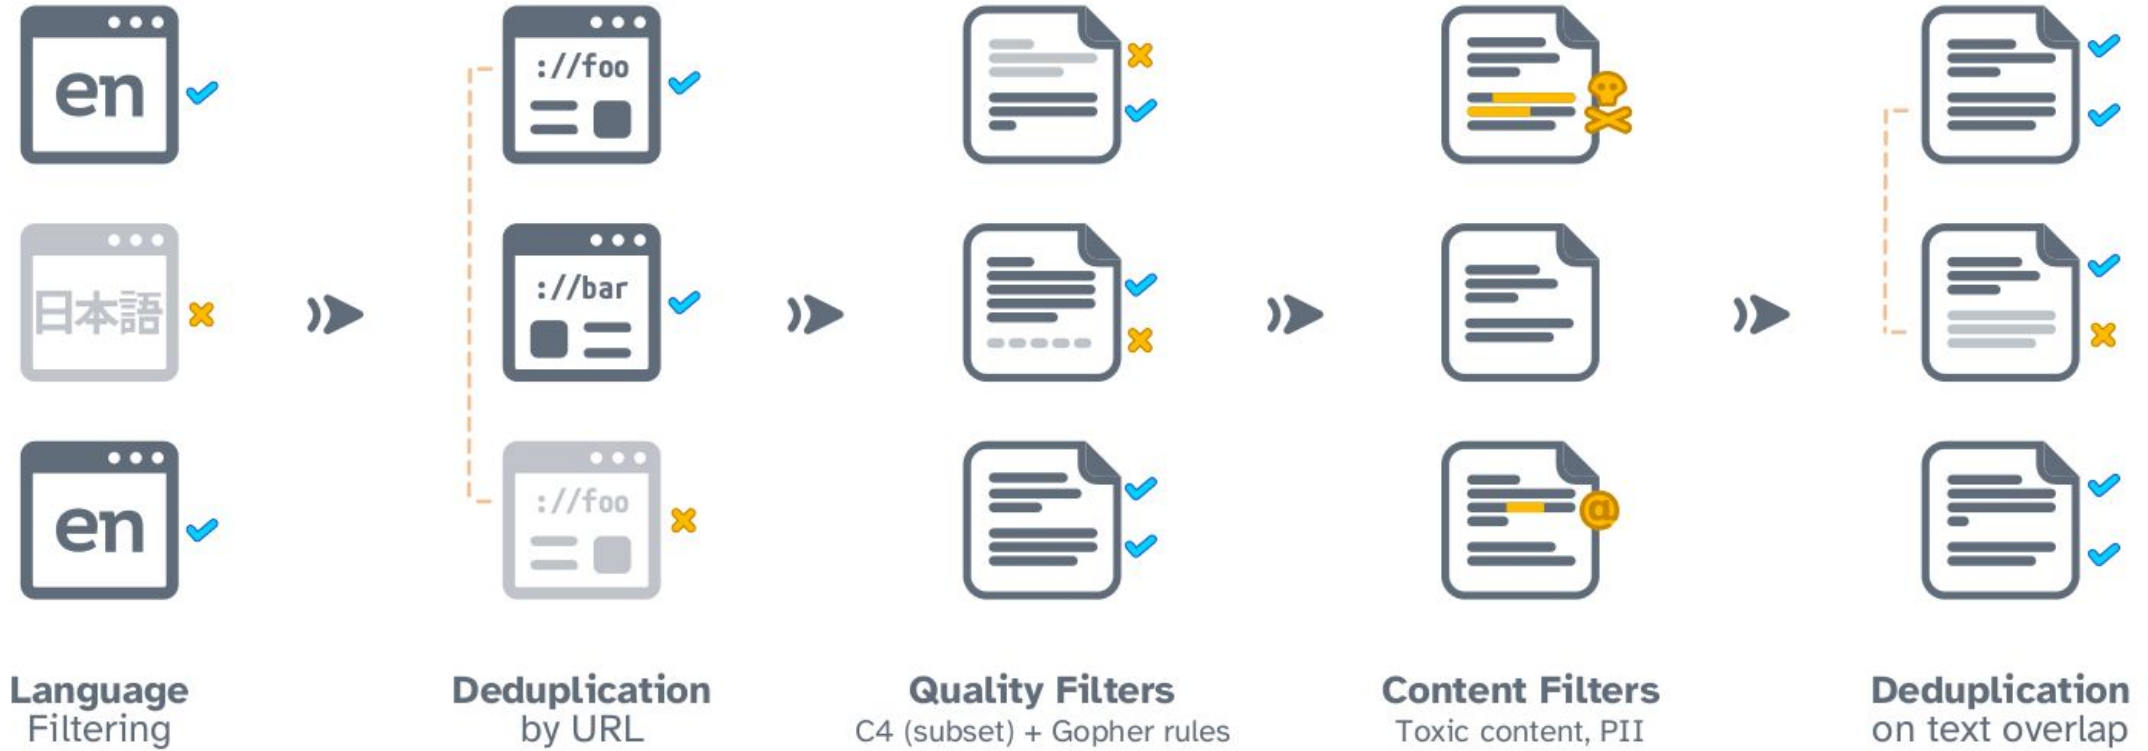 en
日本語
en
://foo
://bar
://foo
@
Language
Filtering
Deduplication
by URL
Quality Filters
C4 (subset) + Gopher rules
Content Filters
Toxic content, PII
Deduplication
on text overlap